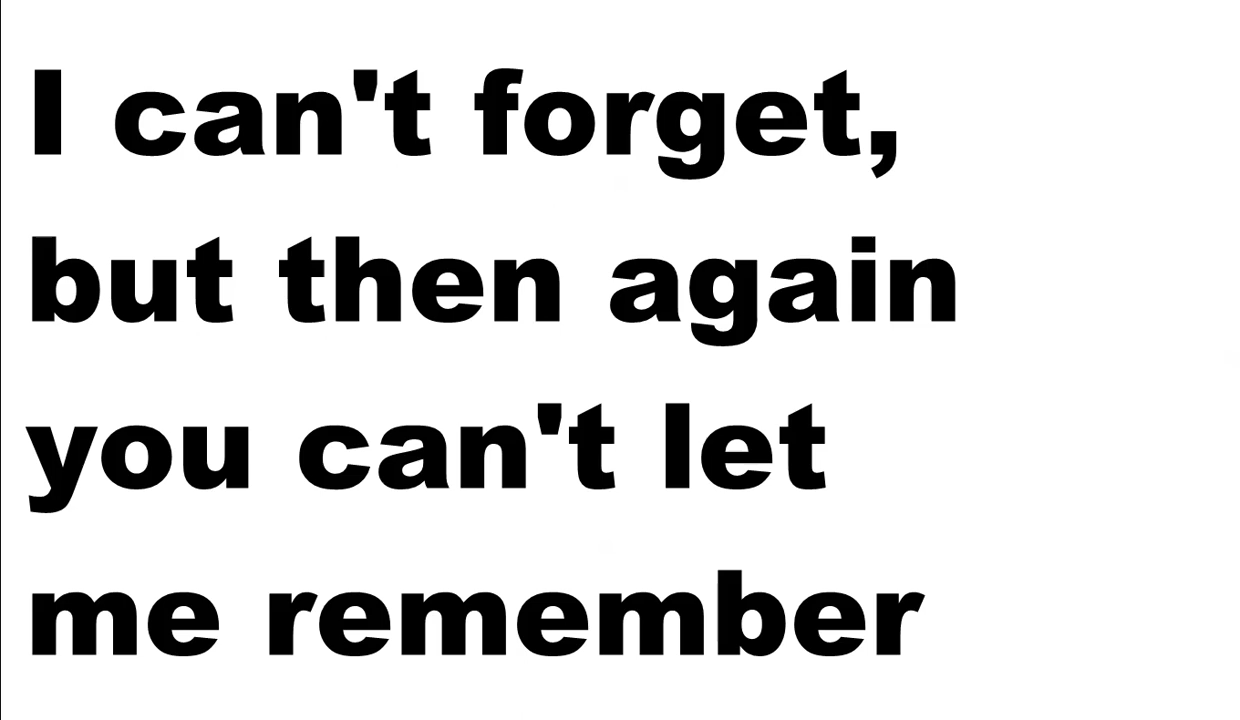 I can't forget,
but then again
you can't let
me remember